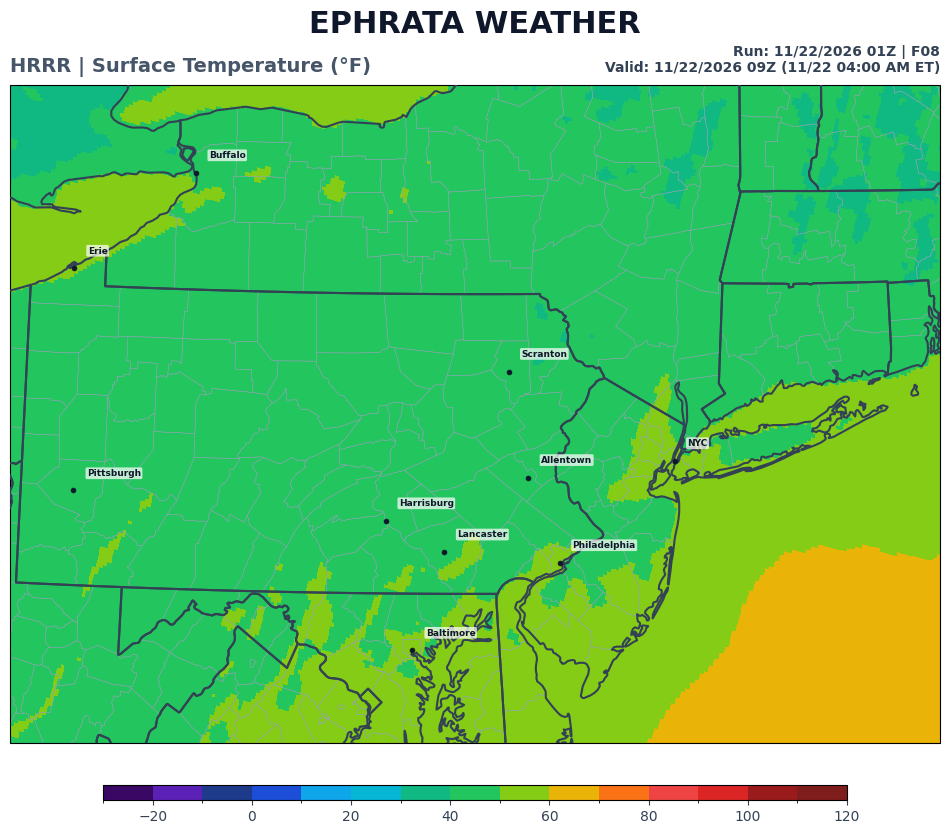 EPHRATA WEATHER
HRRR | Surface Temperature (°F)
Run: 11/22/2026 01Z | F08
Valid: 11/22/2026 09Z (11/22 04:00 AM ET)
Buffalo
Erie
Scranton
NYC
Allentown
Pittsburgh
Harrisburg
Lancaster
Philadelphia
Baltimore
−20 0 20 40 60 80 100 120